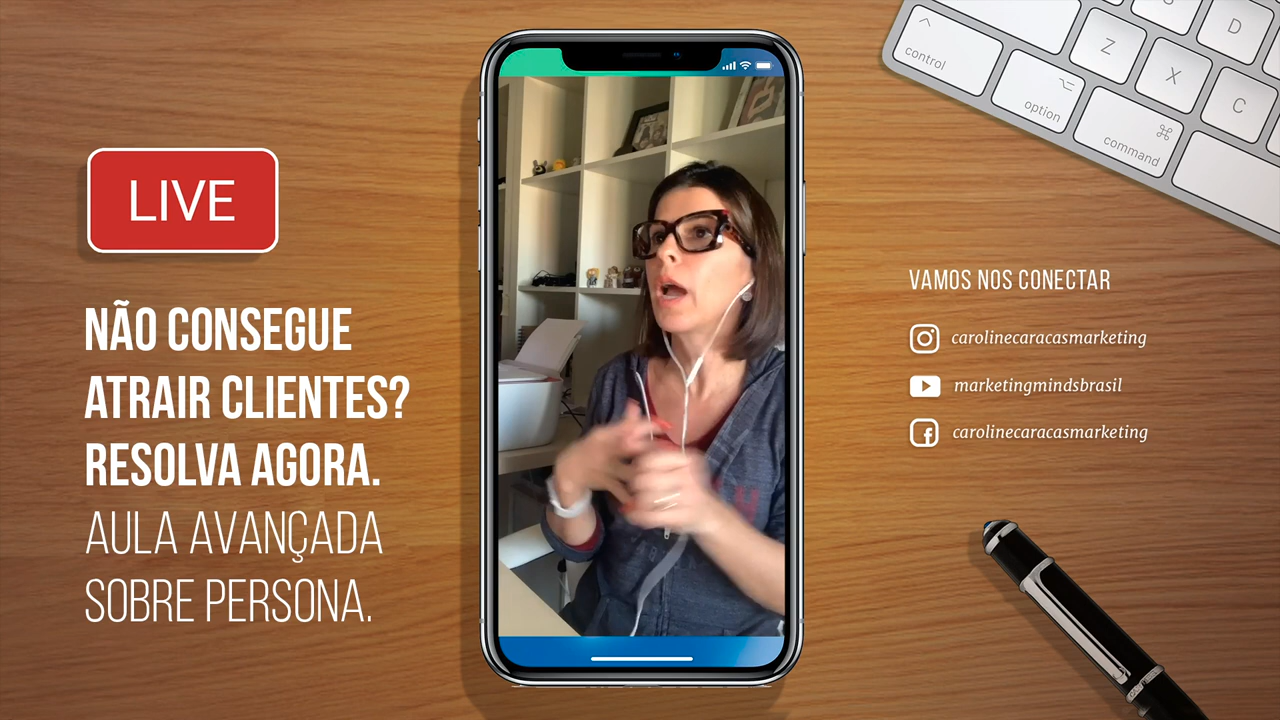 LIVE
NÃO CONSEGUE
ATRAIR CLIENTES?
RESOLVA AGORA.
AULA AVANÇADA
SOBRE PERSONA.
VAMOS NOS CONECTAR
carolinecaracasmarketing
marketingmindsbrasil
carolinecaracasmarketing
control
option
command
S
D
Z
X
C